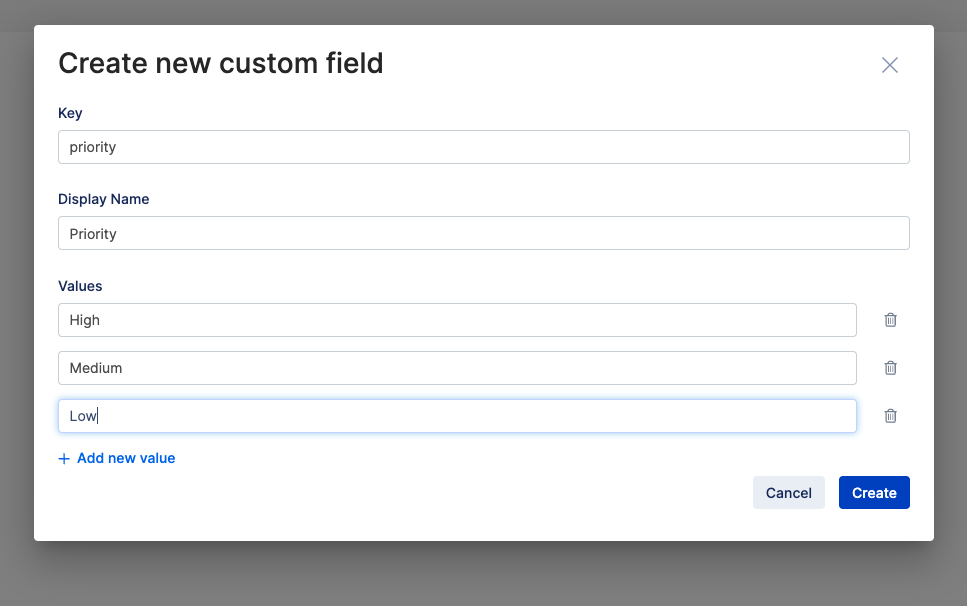 Create new custom field
Key
priority
Display Name
Priority
Values
High
Medium
Low
+ Add new value
Cancel
Create